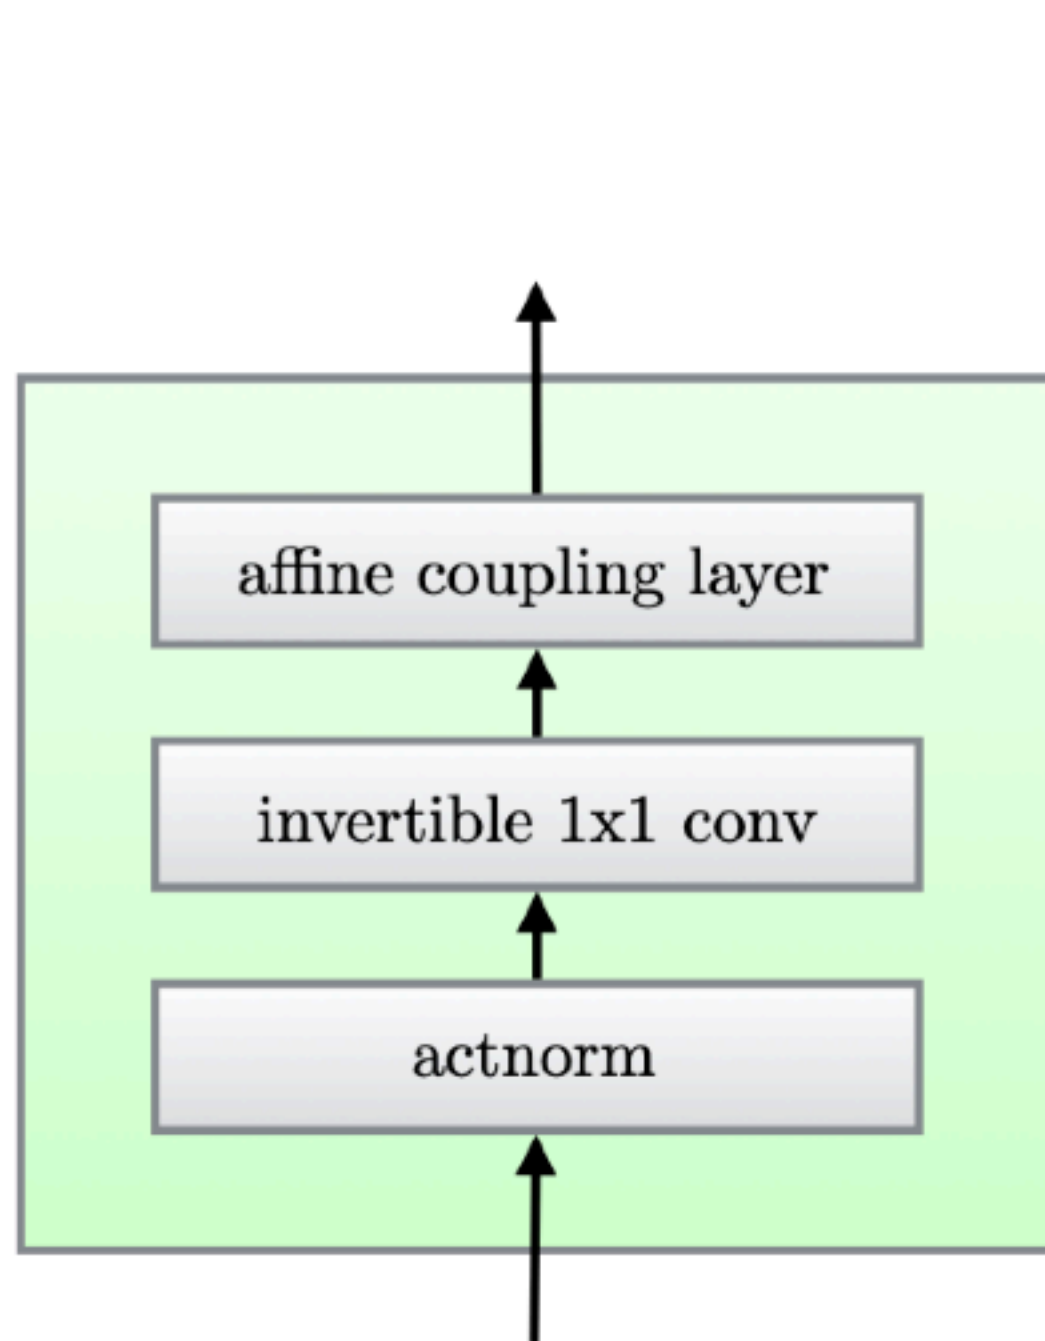 affine coupling layer
invertible 1x1 conv
actnorm